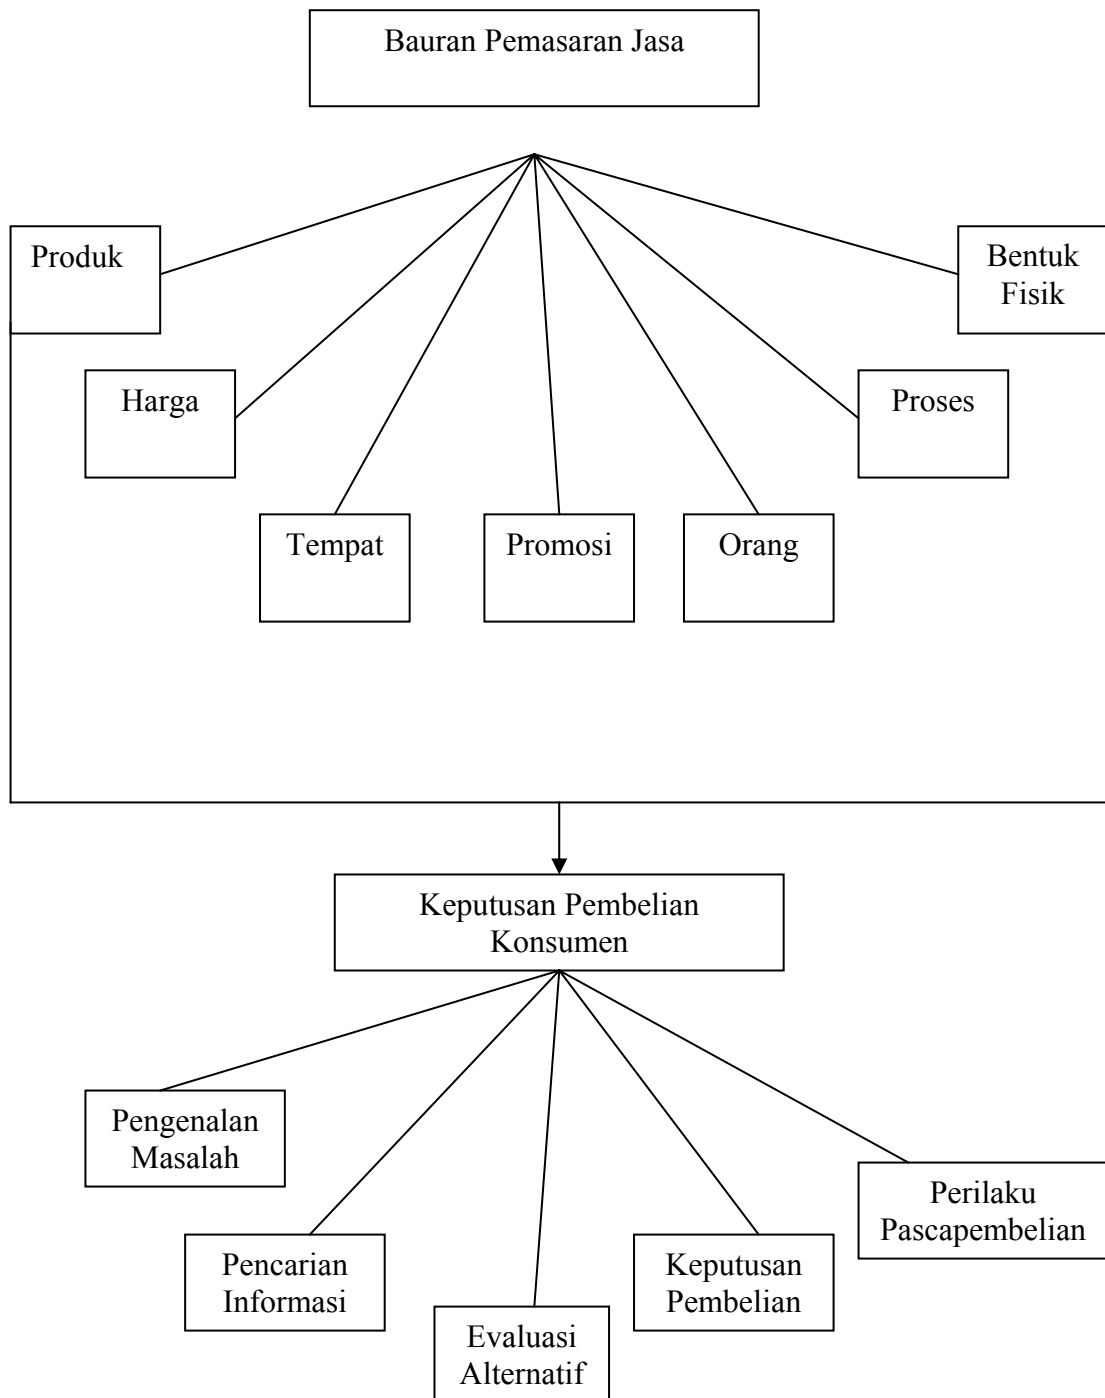 Bauran Pemasaran Jasa
Produk
Bentuk
Fisik
Harga
Proses
Tempat
Promosi
Orang
Keputusan Pembelian
Konsumen
Pengenalan
Masalah
Perilaku
Pascapembelian
Pencarian
Informasi
Keputusan
Pembelian
Evaluasi
Alternatif